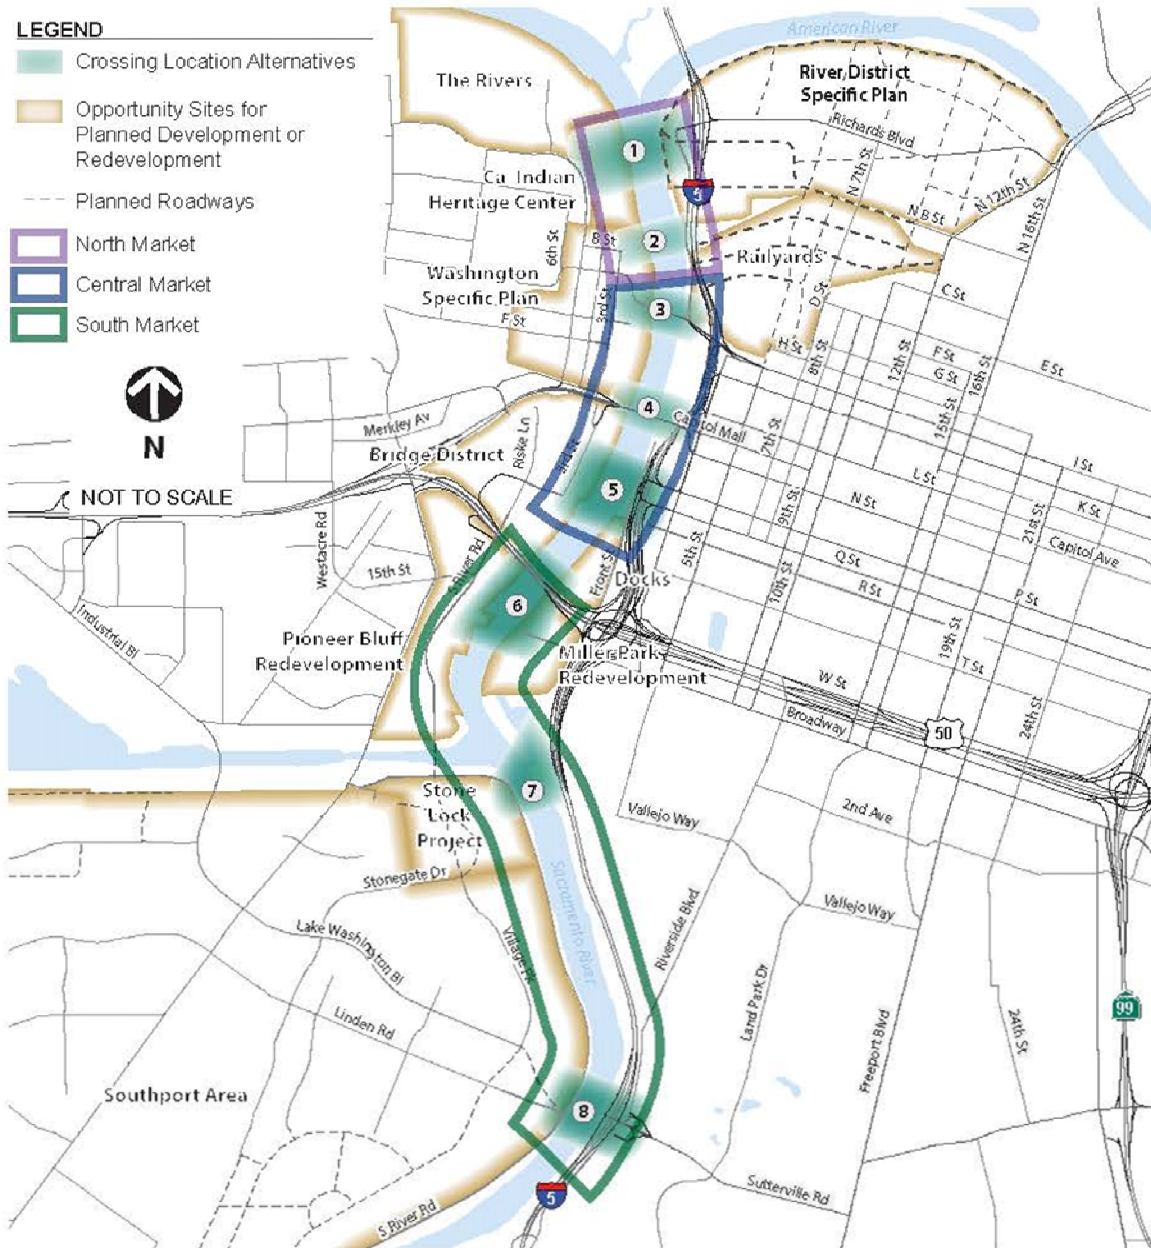 LEGEND
Crossing Location Alternatives
Opportunity Sites for
Planned Development or
Redevelopment
Planned Roadways
North Market
Central Market
South Market
N
NOT TO SCALE
American River
The Rivers
River District
Specific Plan
Richards Blvd
1
Ca. Indian
Heritage Center
5
N 7th St
N 12th St
N B St
N 16th St
6th St
B St
2
Railyards
Washington
Specific Plan
3rd St
F St
3
D St
C St
H St
8th St
12th St
F St
G St
16th St
E St
4
Capitol Mall
7th St
15th St
Merkley Av
Bridge District
Riske Ln
3rd St
5
L St
I St
K St
N St
9th St
21st St
Capitol Ave
Westacre Rd
15th St
S River Rd
Front St
Docks
5th St
Q St
R St
10th St
P St
6
Industrial Bl
Pioneer Bluff
Redevelopment
Miller Park
Redevelopment
19th St
T St
W St
Broadway
50
24th St
7
Stone
Lock
Project
Stonegate Dr
Vallejo Way
2nd Ave
Sacramento River
Riverside Blvd
Vallejo Way
Lake Washington Bl
Village Pk
Linden Rd
Land Park Dr
Freeport Blvd
24th St
99
Southport Area
8
5
Sutterville Rd
S River Rd